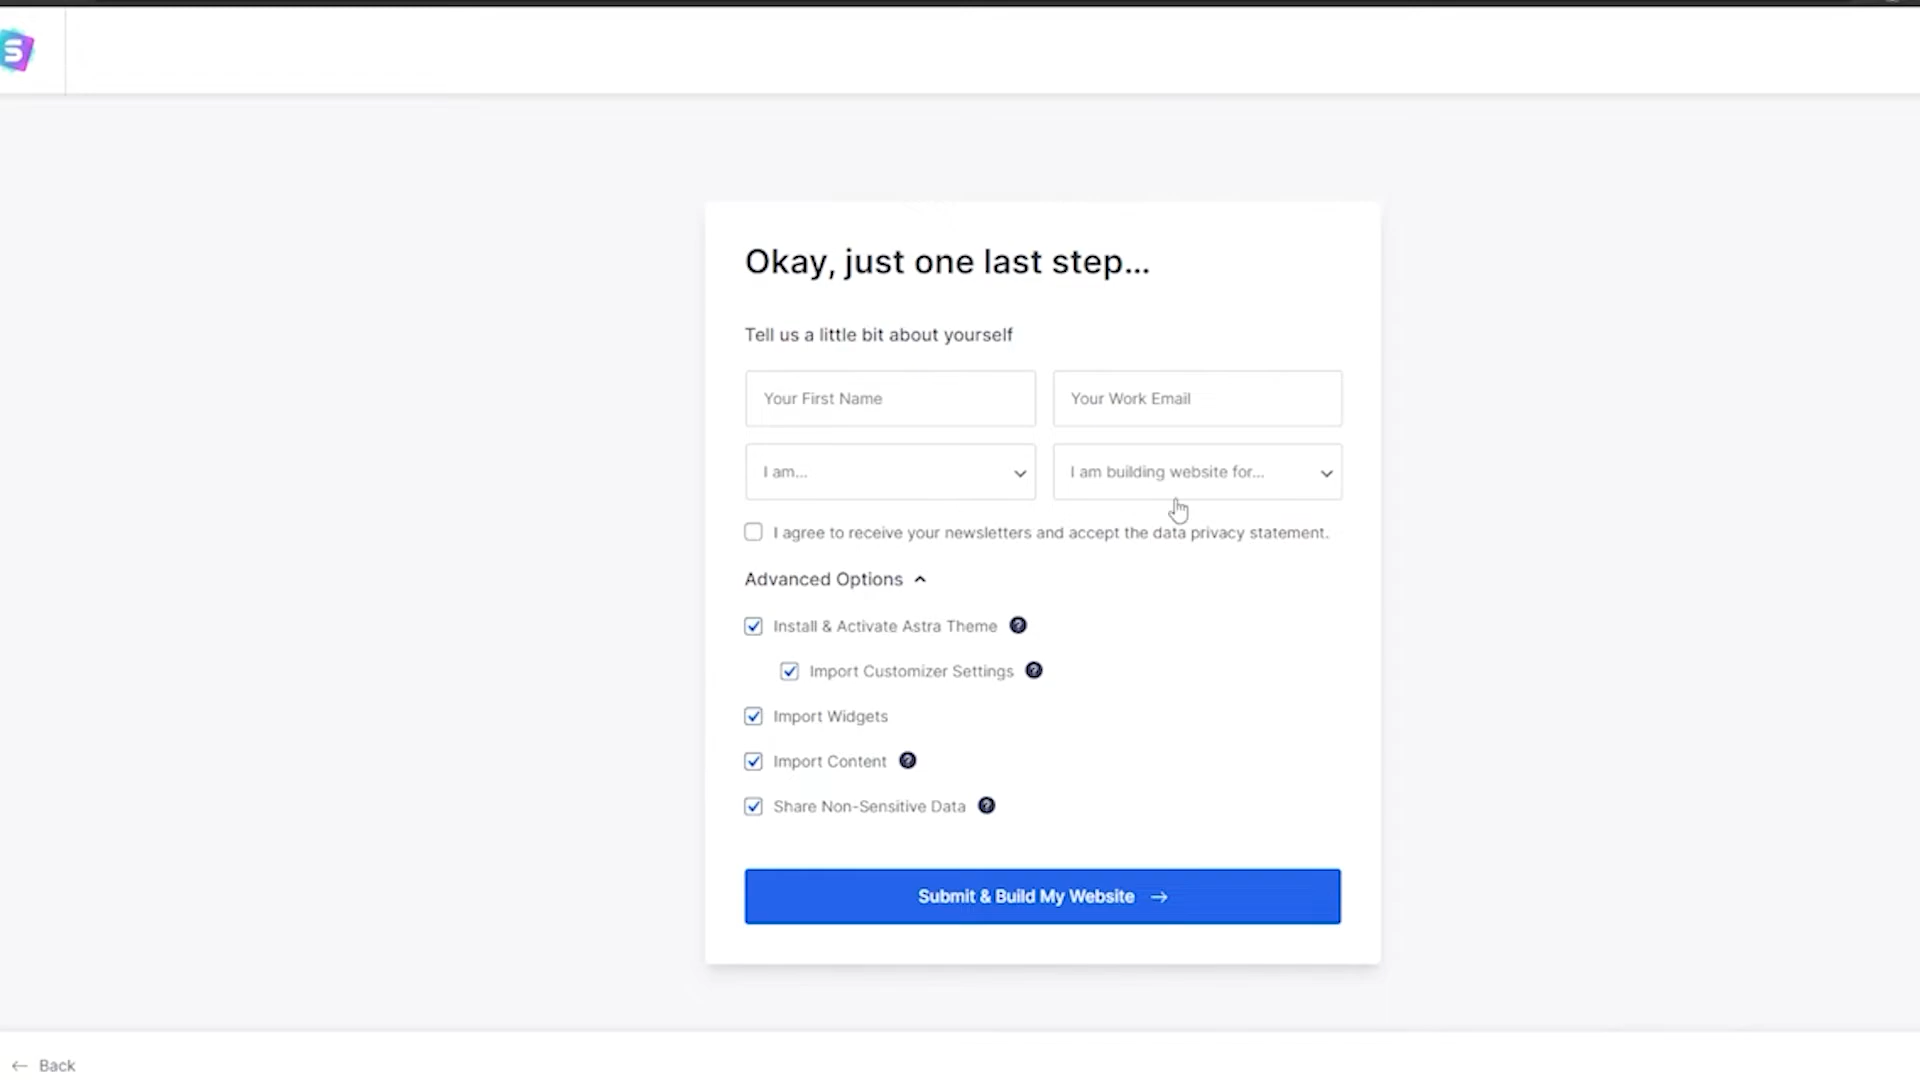 S
Okay, just one last step...
Tell us a little bit about yourself
Your First Name
Your Work Email
I am...
I am building website for...
I agree to receive your newsletters and accept the data privacy statement.
Advanced Options
Install & Activate Astra Theme ?
Import Customizer Settings ?
Import Widgets
Import Content ?
Share Non-Sensitive Data ?
Submit & Build My Website →
← Back